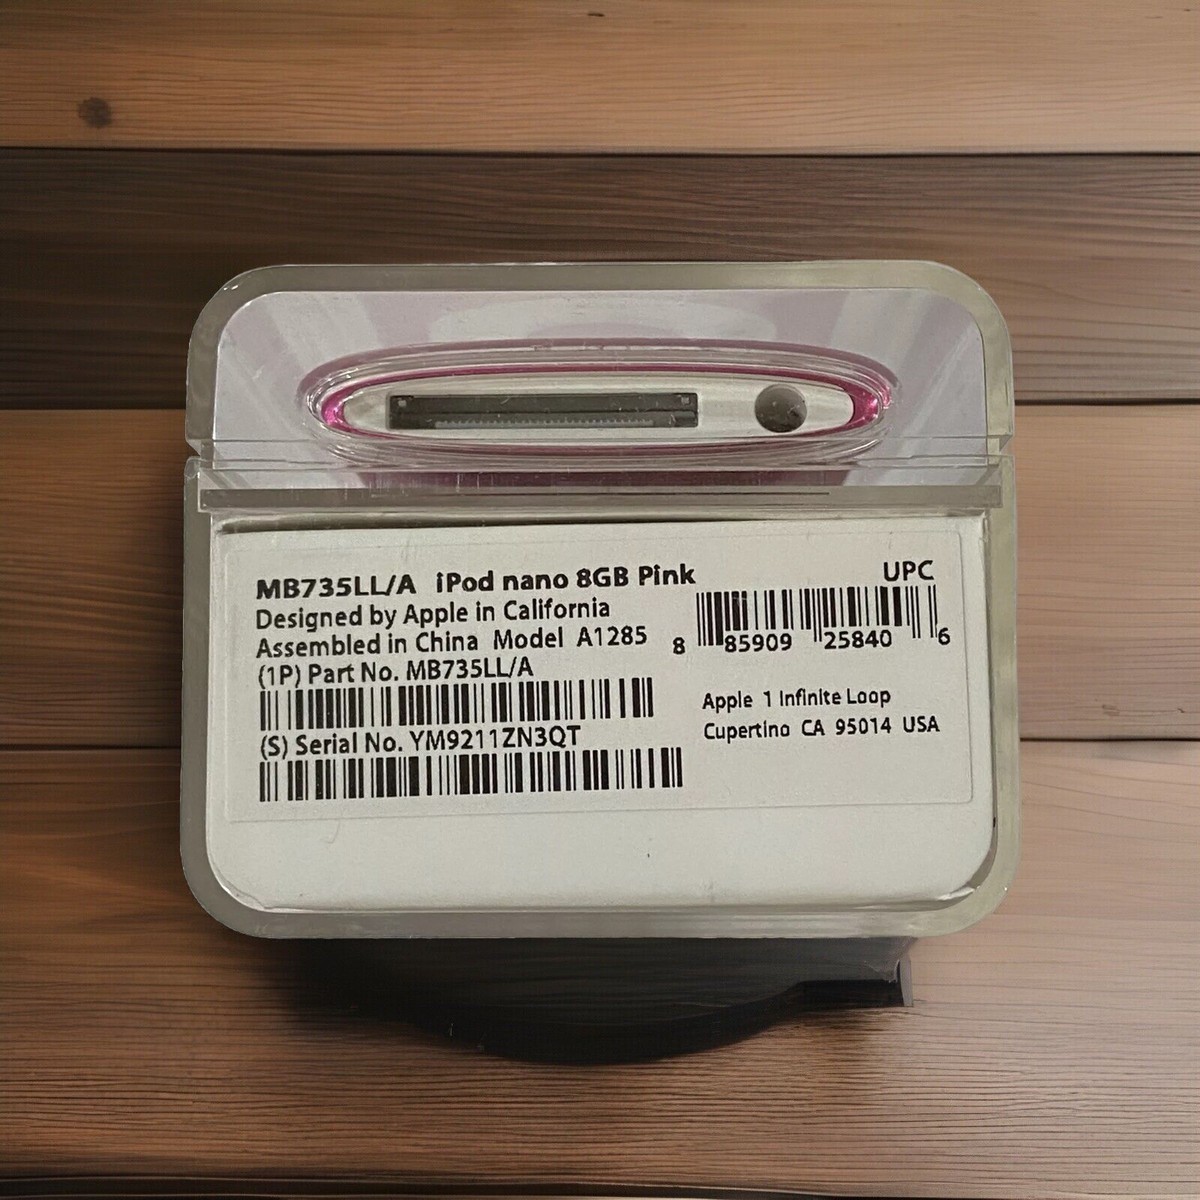 MB735LL/A iPod nano 8GB Pink
Designed by Apple in California
Assembled in China Model A1285
(1P) Part No. MB735LL/A
(S) Serial No. YM9211ZN3QT
UPC
8 85909 25840 6
Apple 1 Infinite Loop
Cupertino CA 95014 USA